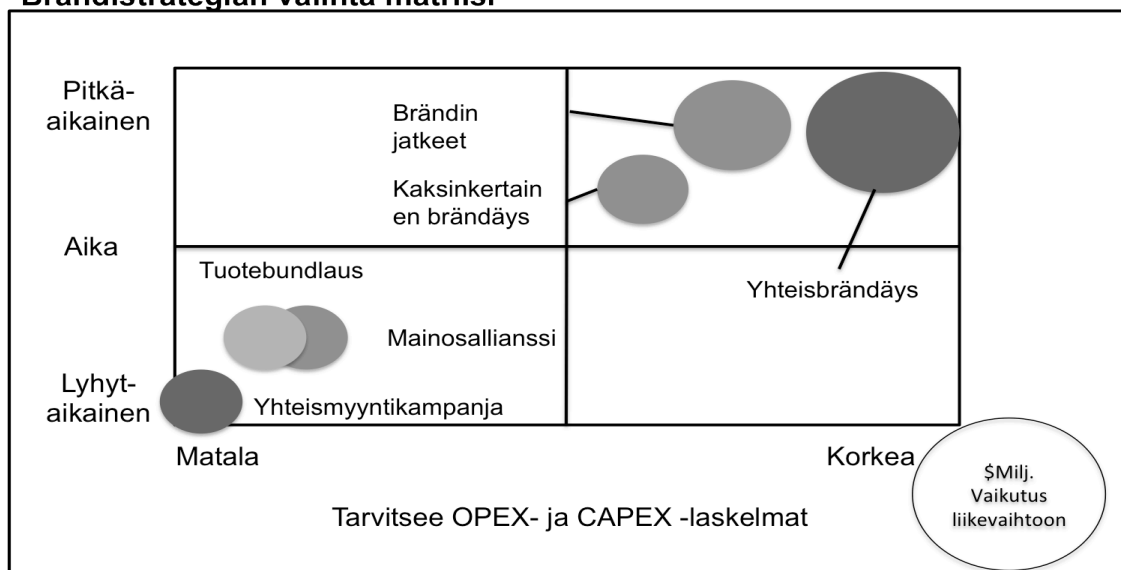 Brändistrategian valinta matriisi
Pitkä-
aikainen
Brändin
jatkeet
Kaksinkertain
en brändäys
Aika
Tuotebundlaus
Yhteisbrändäys
Mainosallianssi
Lyhyt-
aikainen
Yhteismyyntikampanja
Matala
Korkea
$Milj.
Vaikutus
liikevaihtoon
Tarvitsee OPEX- ja CAPEX -laskelmat